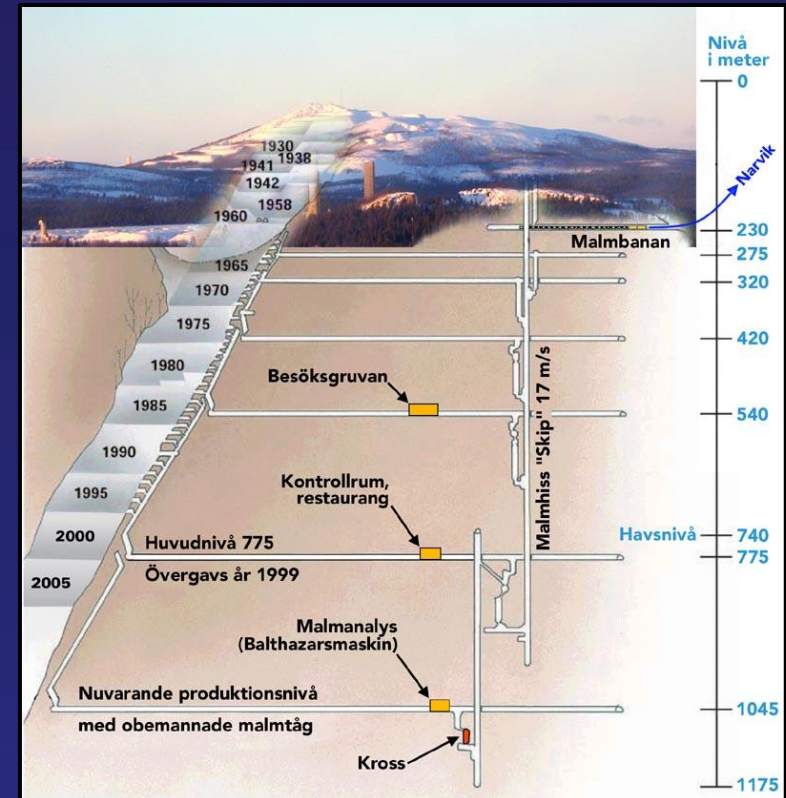 Nivå
i meter
0
Narvik
1930
1938
1941
1942
1958
1960
230
Malmbanan
275
1965
320
1970
1975
420
1980
Besöksgruvan
1985
540
Malmhiss "Skip" 17 m/s
1990
Kontrollrum,
restaurang
1995
2000
Huvudnivå 775
Havsnivå
740
775
Övergavs år 1999
2005
Malmanalys
(Balthazarsmaskin)
Nuvarande produktionsnivå
1045
med obemannade malmtåg
Kross
1175